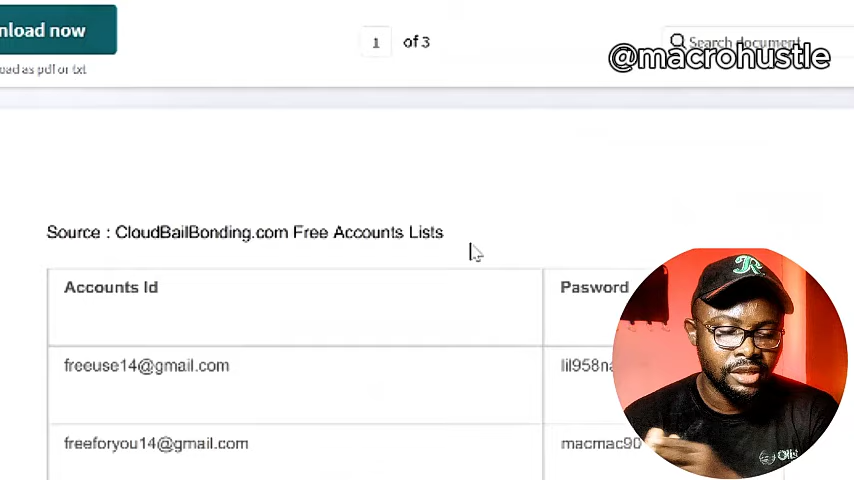 nload now
1 of 3
Search document
@macrohustle
oad as pdf or txt
Source : CloudBailBonding.com Free Accounts Lists
Accounts Id Pasword
freeuse14@gmail.com lil958na
freeforyou14@gmail.com macmac90